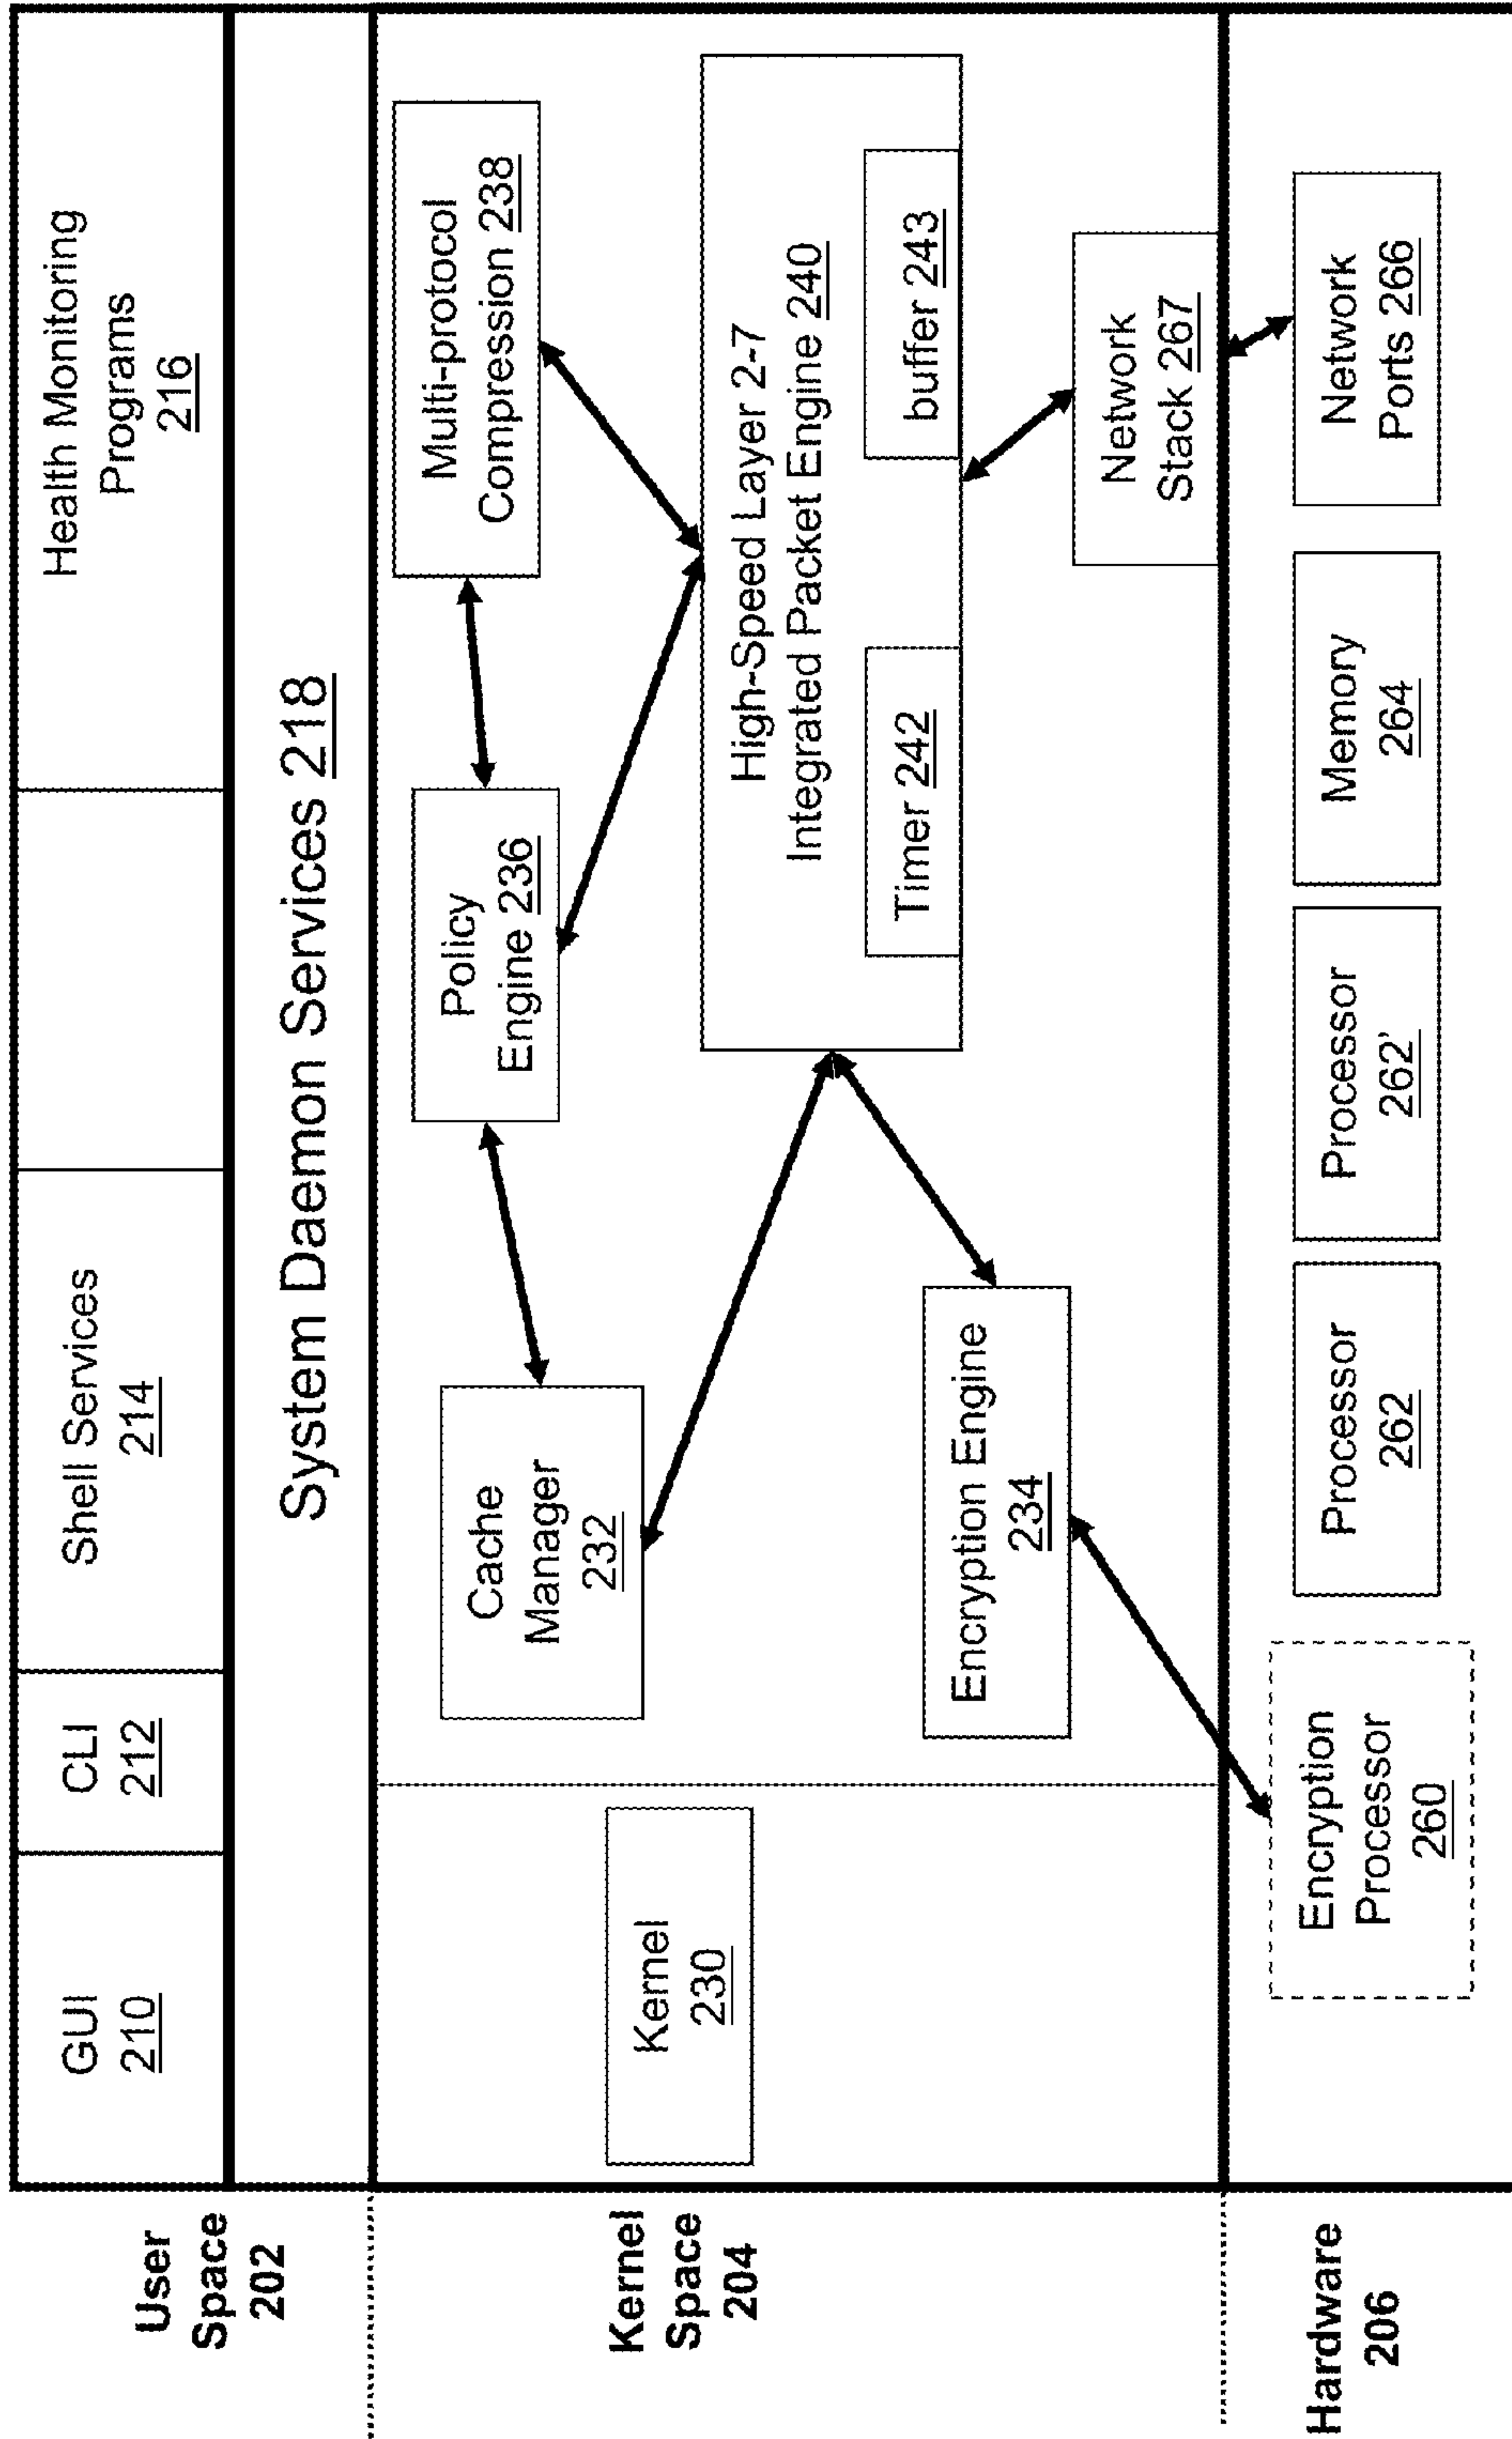 User
Space
202
GUI
210
CLI
212
Shell Services
214
Health Monitoring
Programs
216
System Daemon Services 218
Kernel
Space
204
Kernel
230
Cache
Manager
232
Policy
Engine 236
Multi-protocol
Compression 238
High-Speed Layer 2-7
Integrated Packet Engine 240
Timer 242
buffer 243
Encryption Engine
234
Network
Stack 267
Hardware
206
Encryption
Processor
260
Processor
262
Processor
262'
Memory
264
Network
Ports 266